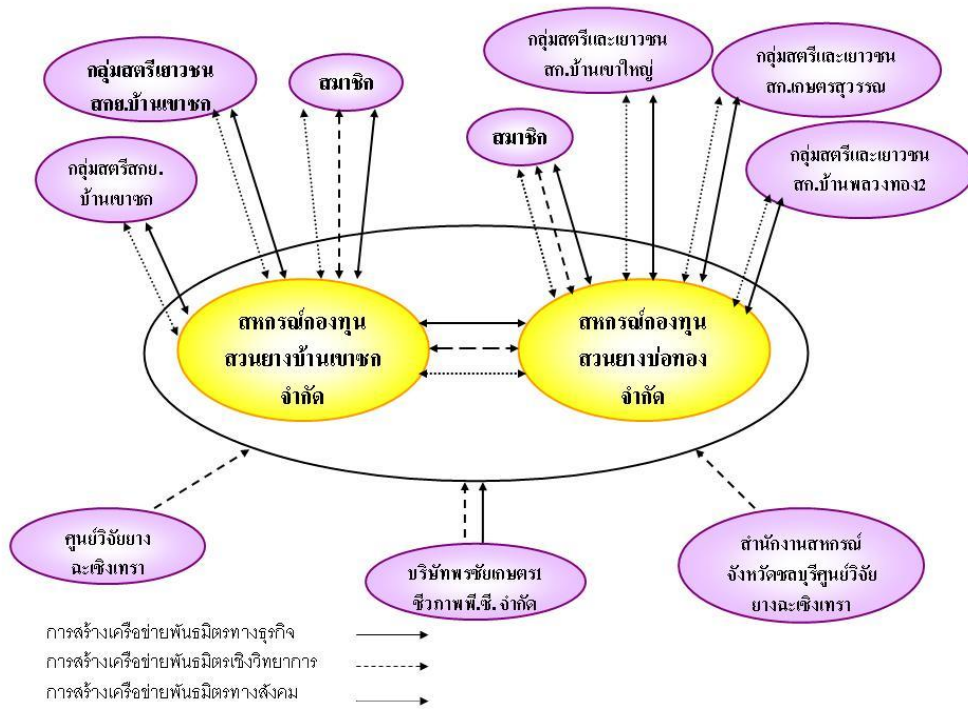 กลุ่มสตรีและเยาวชน
สก.บ้านเขาใหญ่
กลุ่มสตรีเยาวชน
สกย.บ้านเขาซก
สมาชิก
กลุ่มสตรีและเยาวชน
สก.เกษตรสุวรรณ
สมาชิก
กลุ่มสตรีสกย.
บ้านเขาซก
กลุ่มสตรีและเยาวชน
สก.บ้านพลวงทอง2
สหกรณ์กองทุน
สวนยางบ้านเขาซก
จำกัด
สหกรณ์กองทุน
สวนยางบ่อทอง
จำกัด
ศูนย์วิจัยยาง
ฉะเชิงเทรา
บริษัทพรชัยเกษตร1
ชีวภาพพี.ซี. จำกัด
สำนักงานสหกรณ์
จังหวัดชลบุรีศูนย์วิจัย
ยางฉะเชิงเทรา
การสร้างเครือข่ายพันธมิตรทางธุรกิจ
การสร้างเครือข่ายพันธมิตรเชิงวิทยาการ
การสร้างเครือข่ายพันธมิตรทางสังคม